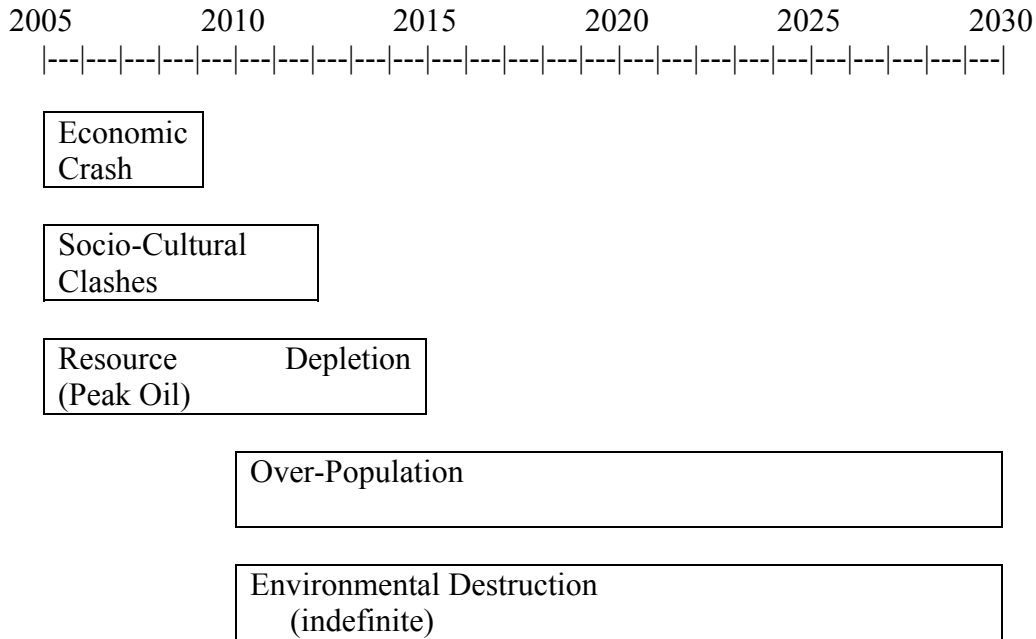 2005 2010 2015 2020 2025 2030
|---|---|---|---|---|---|---|---|---|---|---|---|---|---|---|---|---|---|---|---|---|---|---|---|---|---|
Economic
Crash
Socio-Cultural
Clashes
Resource Depletion
(Peak Oil)
Over-Population
Environmental Destruction
(indefinite)